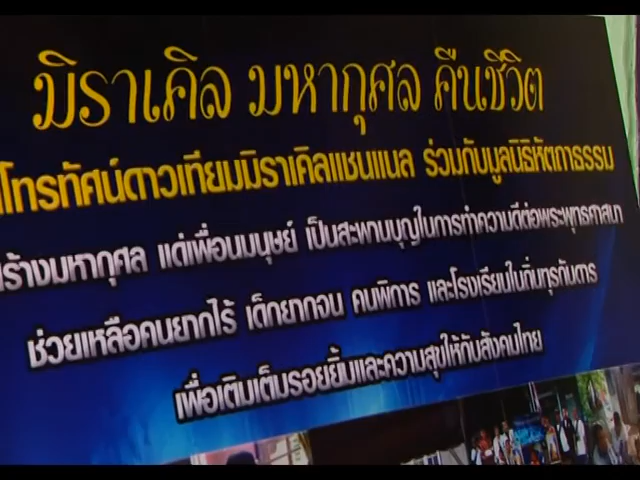 มิราเคิล มหากุศล คืนชีวิต
โทรทัศน์ดาวเทียมมิราเคิลแชนแนล ร่วมกับมูลนิธิหัตถาธรรม
สร้างมหากุศล แด่เพื่อนมนุษย์ เป็นสะพานบุญในการทำความดีต่อพระพุทธศาสนา
ช่วยเหลือคนยากไร้ เด็กยากจน คนพิการ และโรงเรียนในถิ่นทุรกันดาร
เพื่อเติมเต็มรอยยิ้มและความสุขให้กับสังคมไทย